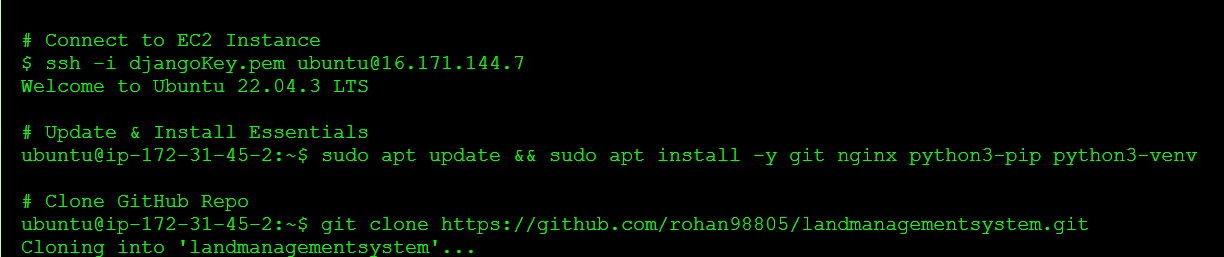 # Connect to EC2 Instance
$ ssh -i djangoKey.pem ubuntu@16.171.144.7
Welcome to Ubuntu 22.04.3 LTS
# Update & Install Essentials
ubuntu@ip-172-31-45-2:~$ sudo apt update && sudo apt install -y git nginx python3-pip python3-venv
# Clone GitHub Repo
ubuntu@ip-172-31-45-2:~$ git clone https://github.com/rohan98805/landmanagementsystem.git
Cloning into 'landmanagementsystem'...